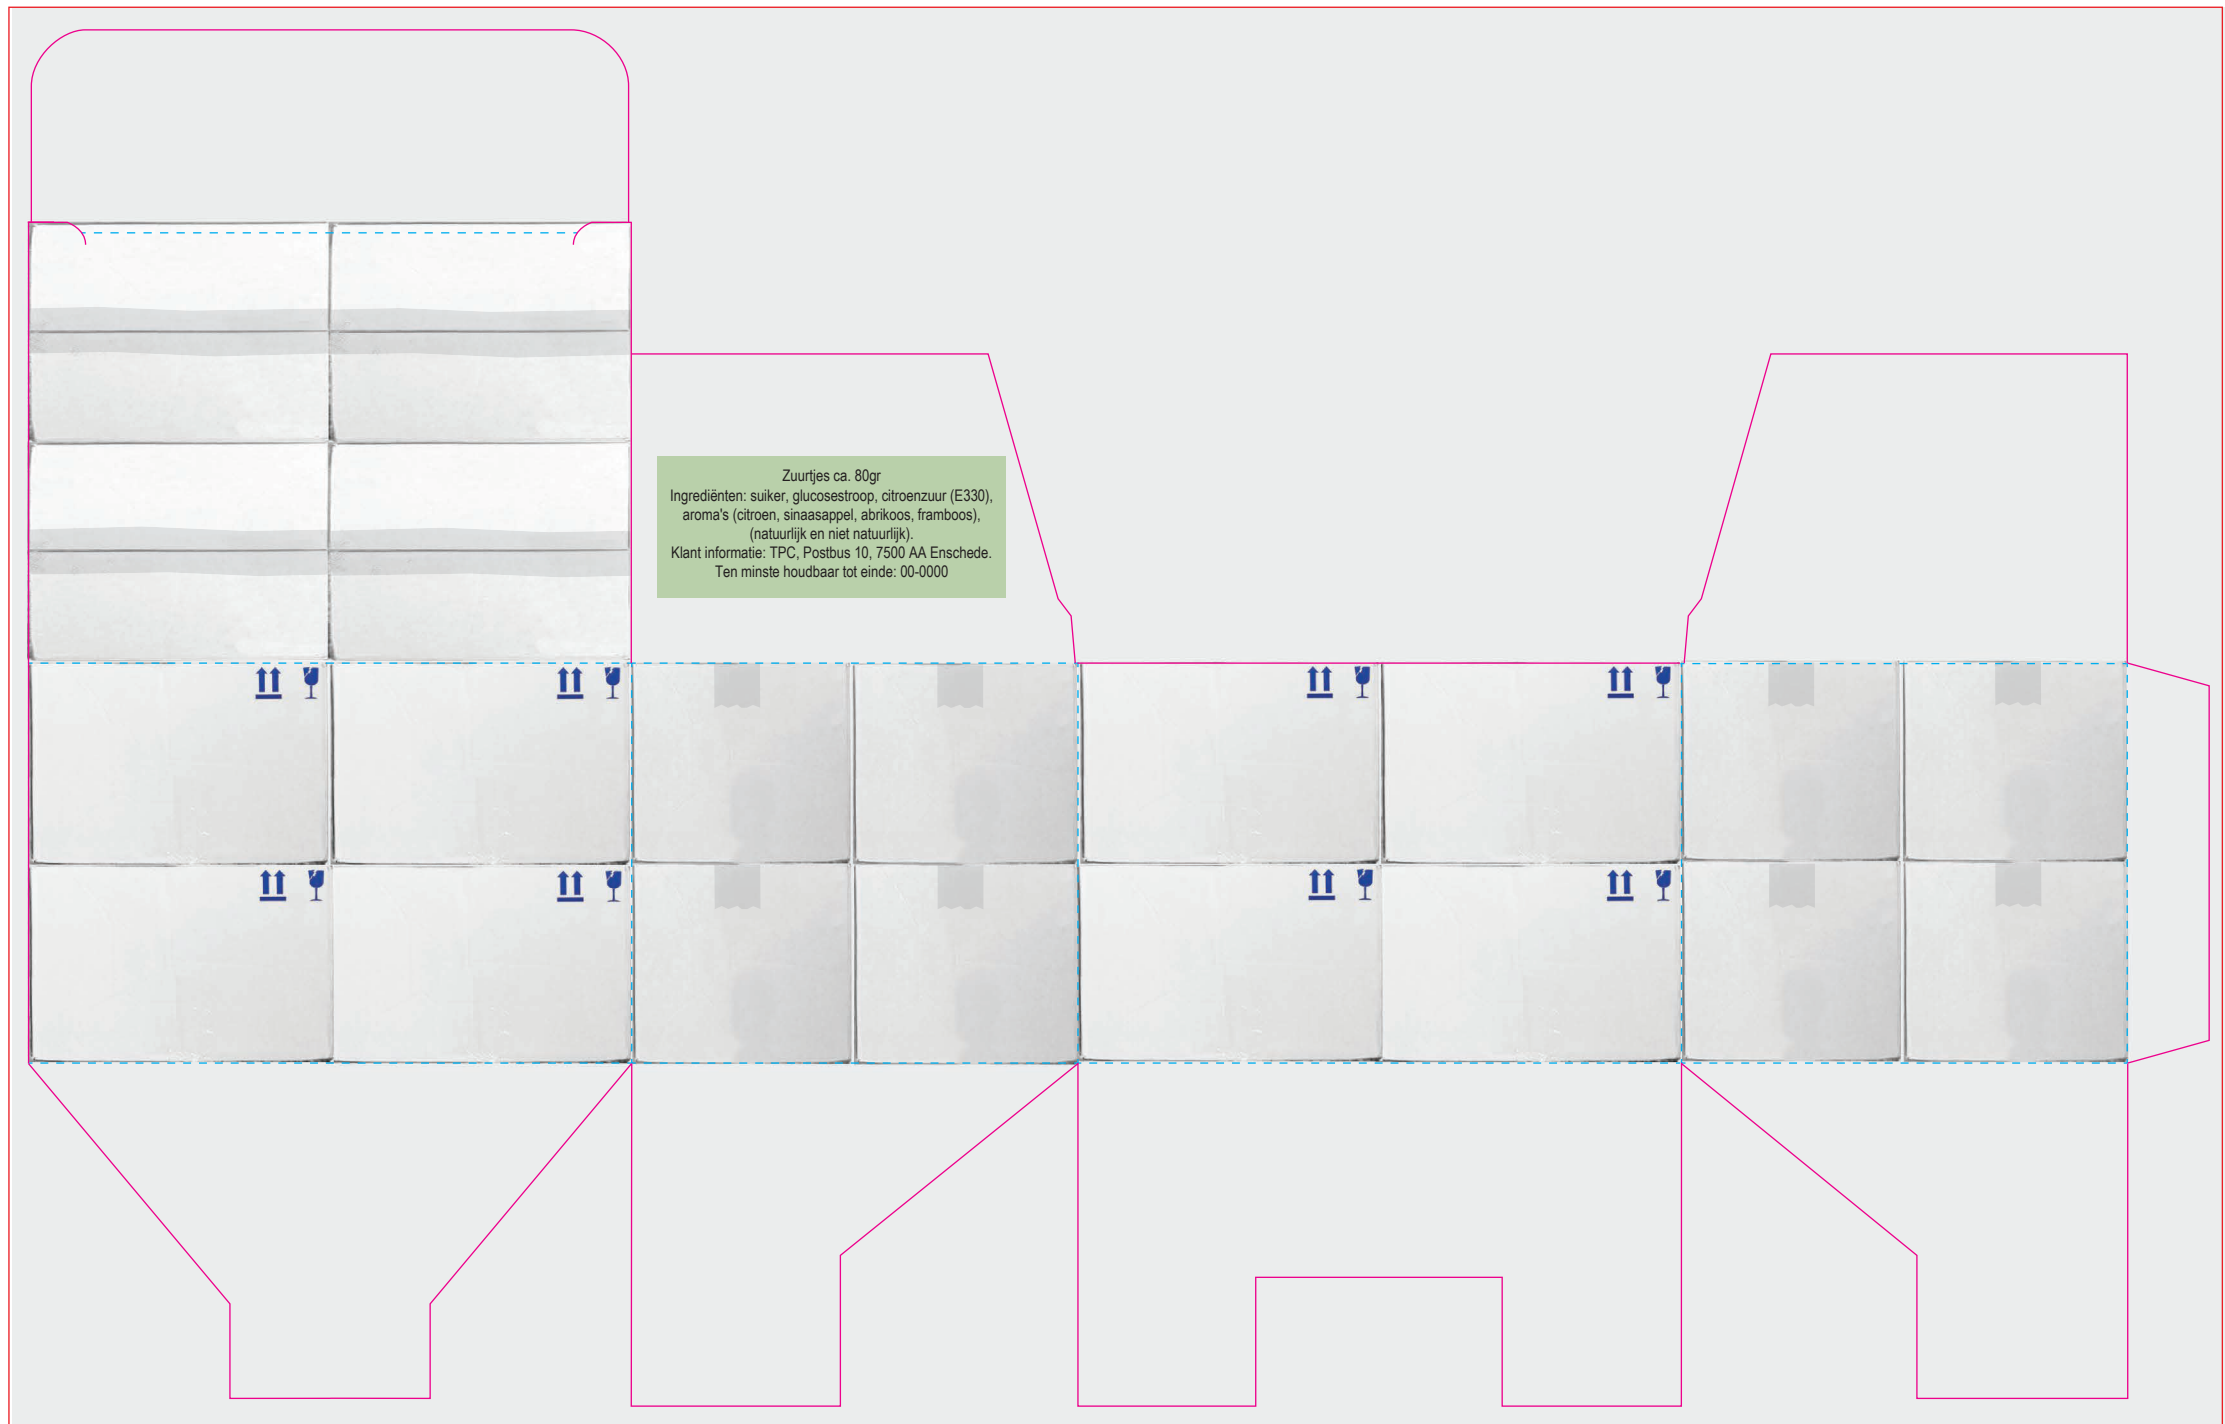 Zuurtjes ca. 80gr
Ingrediënten: suiker, glucosestroop, citroenzuur (E330),
aroma's (citroen, sinaasappel, abrikoos, framboos),
(natuurlijk en niet natuurlijk).
Klant informatie: TPC, Postbus 10, 7500 AA Enschede.
Ten minste houdbaar tot einde: 00-0000